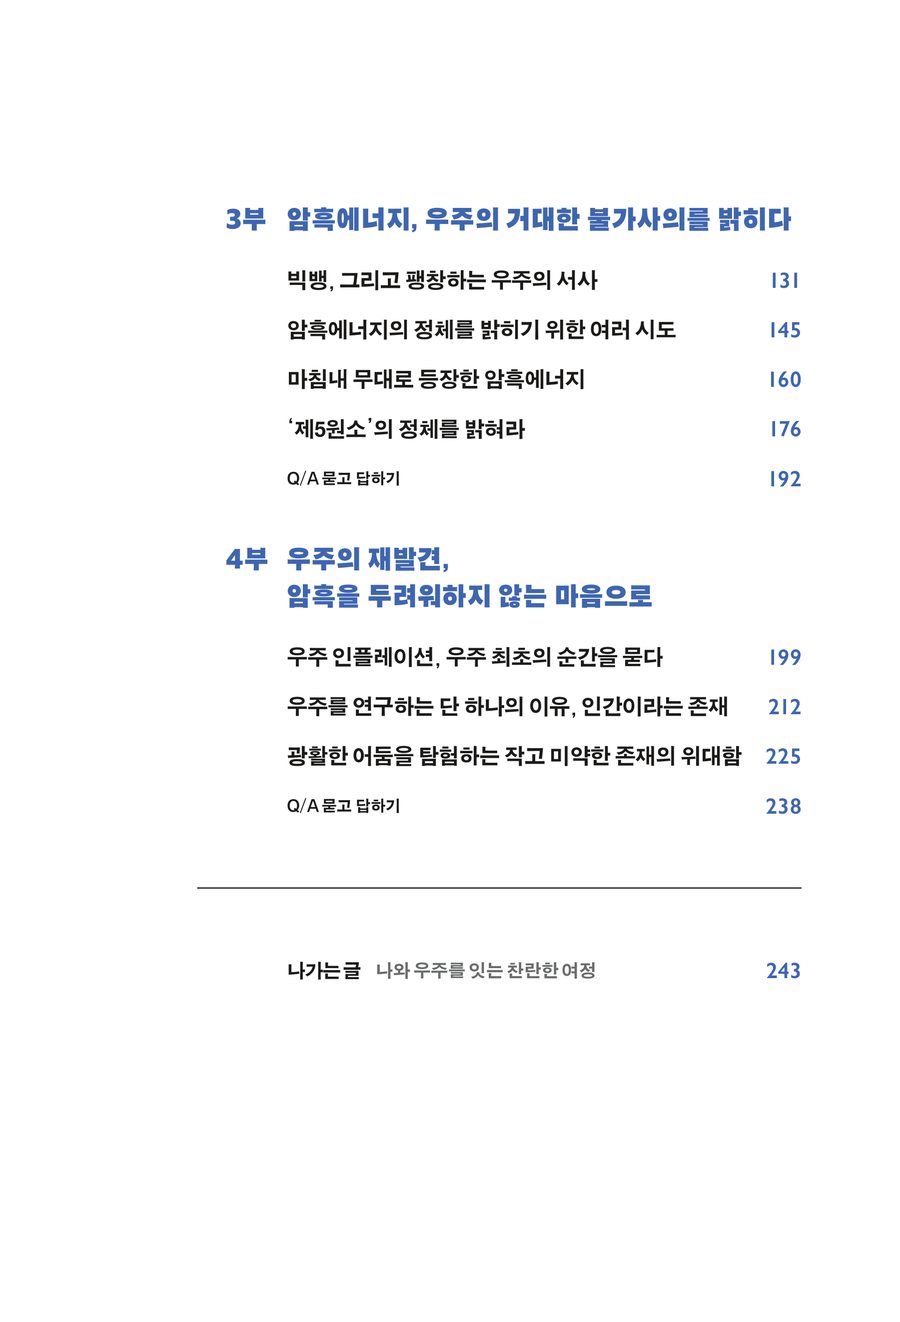 3부 암흑에너지, 우주의 거대한 불가사의를 밝히다
빅뱅, 그리고 팽창하는 우주의 서사 131
암흑에너지의 정체를 밝히기 위한 여러 시도 145
마침내 무대로 등장한 암흑에너지 160
‘제5원소’의 정체를 밝혀라 176
Q/A 묻고 답하기 192
4부 우주의 재발견,
암흑을 두려워하지 않는 마음으로
우주 인플레이션, 우주 최초의 순간을 묻다 199
우주를 연구하는 단 하나의 이유, 인간이라는 존재 212
광활한 어둠을 탐험하는 작고 미약한 존재의 위대함 225
Q/A 묻고 답하기 238
나가는 글 나와 우주를 잇는 찬란한 여정 243